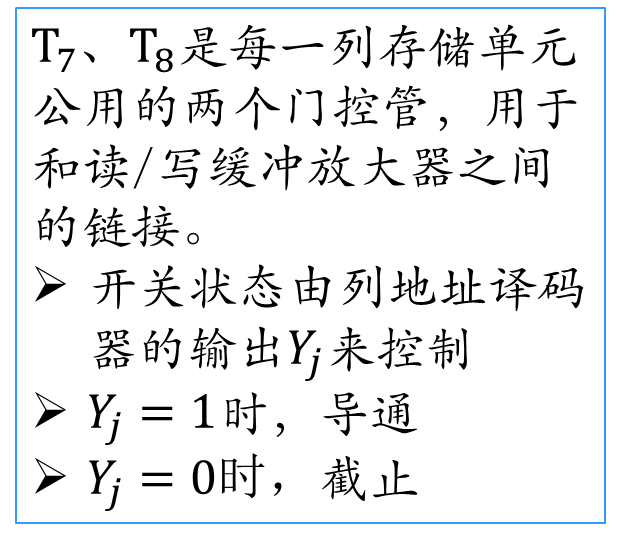 T₇、T₈是每一列存储单元
公用的两个门控管，用于
和读/写缓冲放大器之间
的链接。
➢ 开关状态由列地址译码
器的输出Yⱼ来控制
➢ Yⱼ = 1时，导通
➢ Yⱼ = 0时，截止